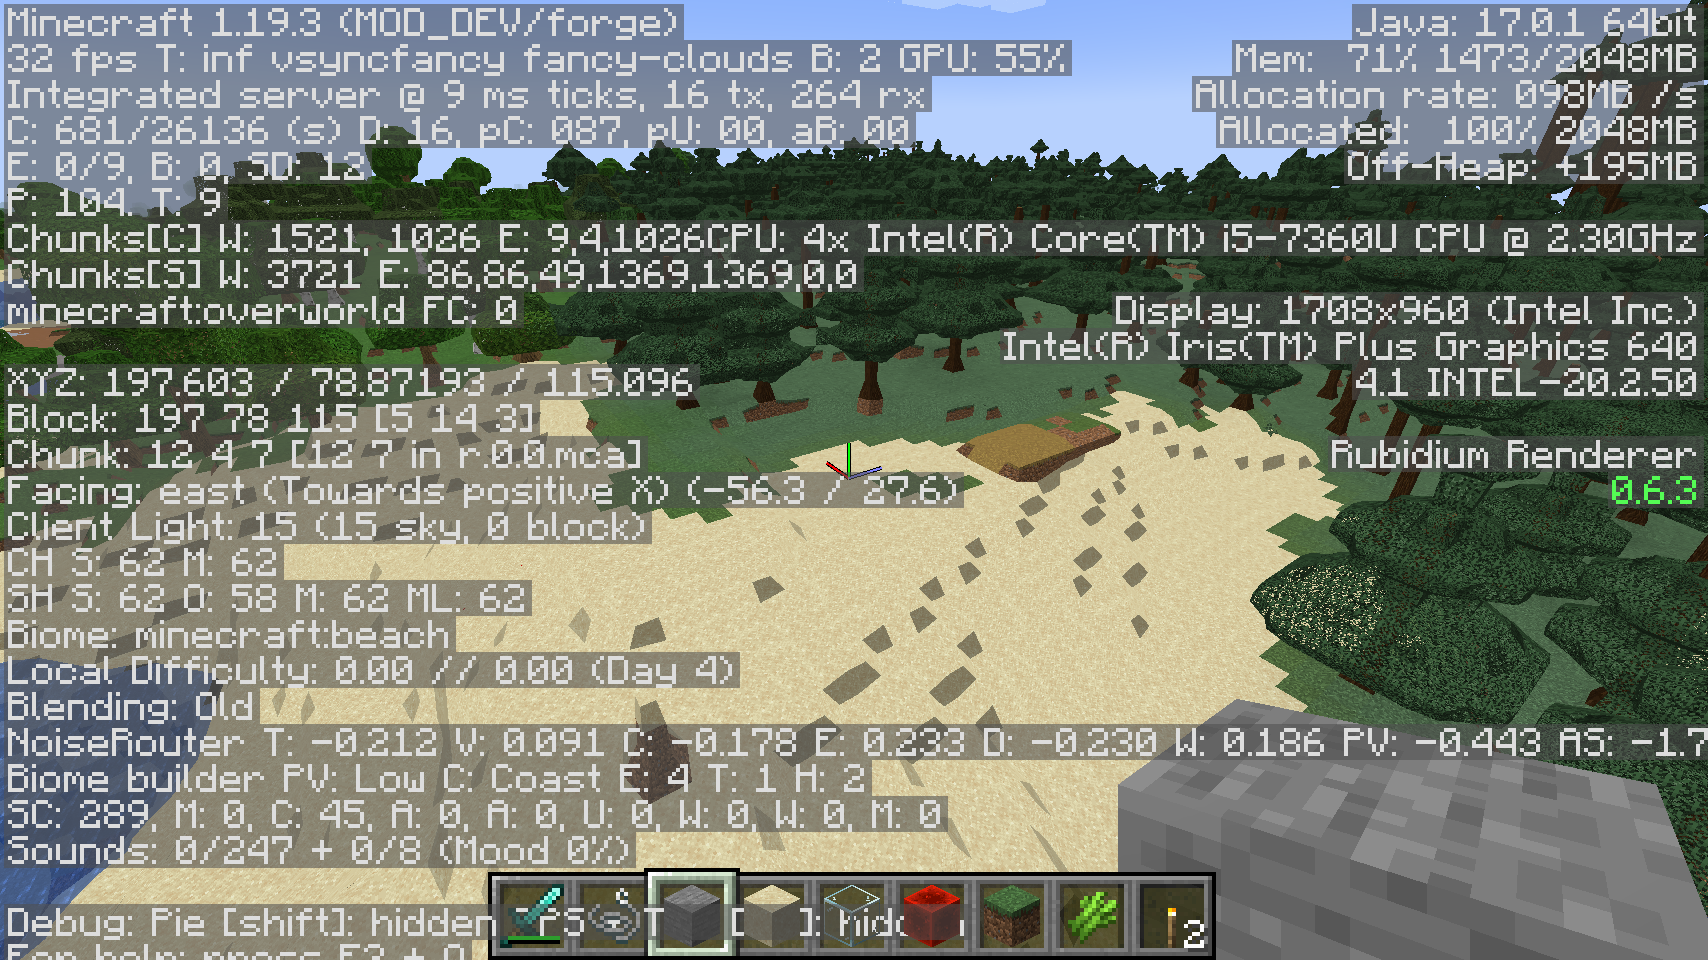 Minecraft 1.19.3 (MOD_DEV/forge)
32 fps T: inf vsyncfancy fancy-clouds B: 2 GPU: 55%
Integrated server @ 9 ms ticks, 16 tx, 264 rx
C: 681/26136 (s) D: 16, pC: 087, pU: 00, aB: 00
E: 0/9, B: 0, SD: 12
P: 104. T: 9
Chunks[C] W: 1521, 1026 E: 9,4,1026
Chunks[S] W: 3721, E: 86,86,49,1369,1369,0,0
minecraft:overworld FC: 0
XYZ: 197.603 / 78.87193 / 115.096
Block: 197 78 115 [5 14 3]
Chunk: 12 4 7 [12 7 in r.0.0.mca]
Facing: east (Towards positive X) (-56.3 / 27.6)
Client Light: 15 (15 sky, 0 block)
CH S: 62 M: 62
SH S: 62 O: 58 M: 62 ML: 62
Biome: minecraft:beach
Local Difficulty: 0.00 // 0.00 (Day 4)
Blending: Old
NoiseRouter T: -0.212 V: 0.091 C: -0.178 E: 0.233 D: -0.230 W: 0.186 PV: -0.443 AS: -1.7
Biome builder PV: Low C: Coast E: 4 T: 1 H: 2
SC: 289, M: 0, C: 45, A: 0, A: 0, U: 0, W: 0, W: 0, M: 0
Sounds: 0/247 + 0/8 (Mood 0%)
Debug: Pie [shift]: hidden
For help: press F3 + Q
Java: 17.0.1 64bit
Mem: 71% 1473/2048MB
Allocation rate: 098MB /s
Allocated: 100% 2048MB
Off-Heap: +195MB
CPU: 4x Intel(R) Core(TM) i5-7360U CPU @ 2.30GHz
Display: 1708x960 (Intel Inc.)
Intel(R) Iris(TM) Plus Graphics 640
4.1 INTEL-20.2.50
Rubidium Renderer
0.6.3
2